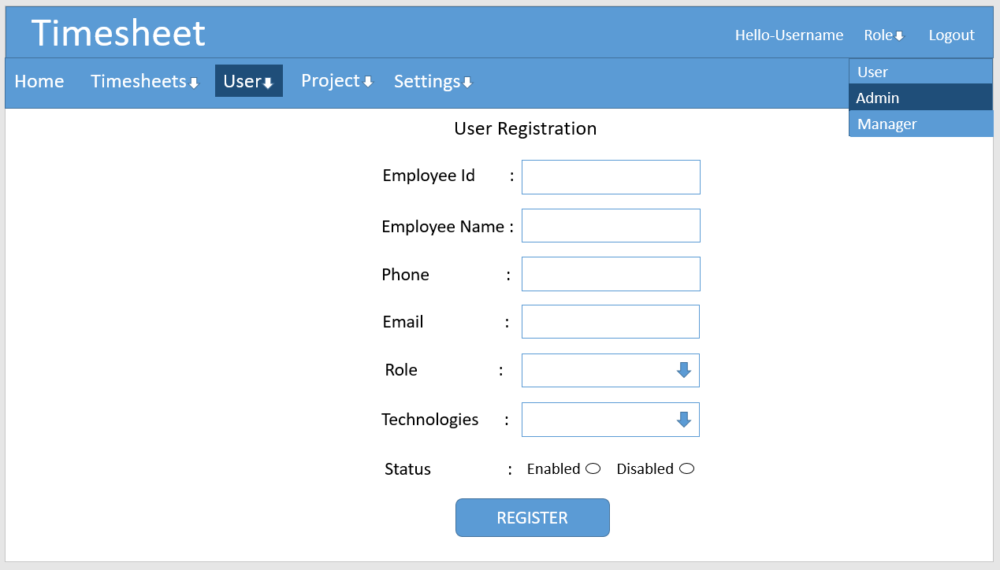 Timesheet
Hello-Username Role Logout
Home Timesheets User Project Settings
User
Admin
Manager
User Registration
Employee Id :
Employee Name :
Phone :
Email :
Role :
Technologies :
Status : Enabled Disabled
REGISTER